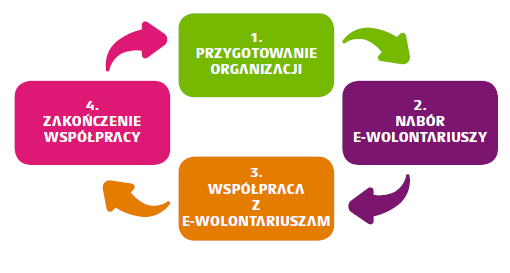 1.
PRZYGOTOWANIE
ORGANIZACJI
2.
NABÓR
E-WOLONTARIUSZY
3.
WSPÓŁPRACA
Z
E-WOLONTARIUSZAM
4.
ZAKOŃCZENIE
WSPÓŁPRACY